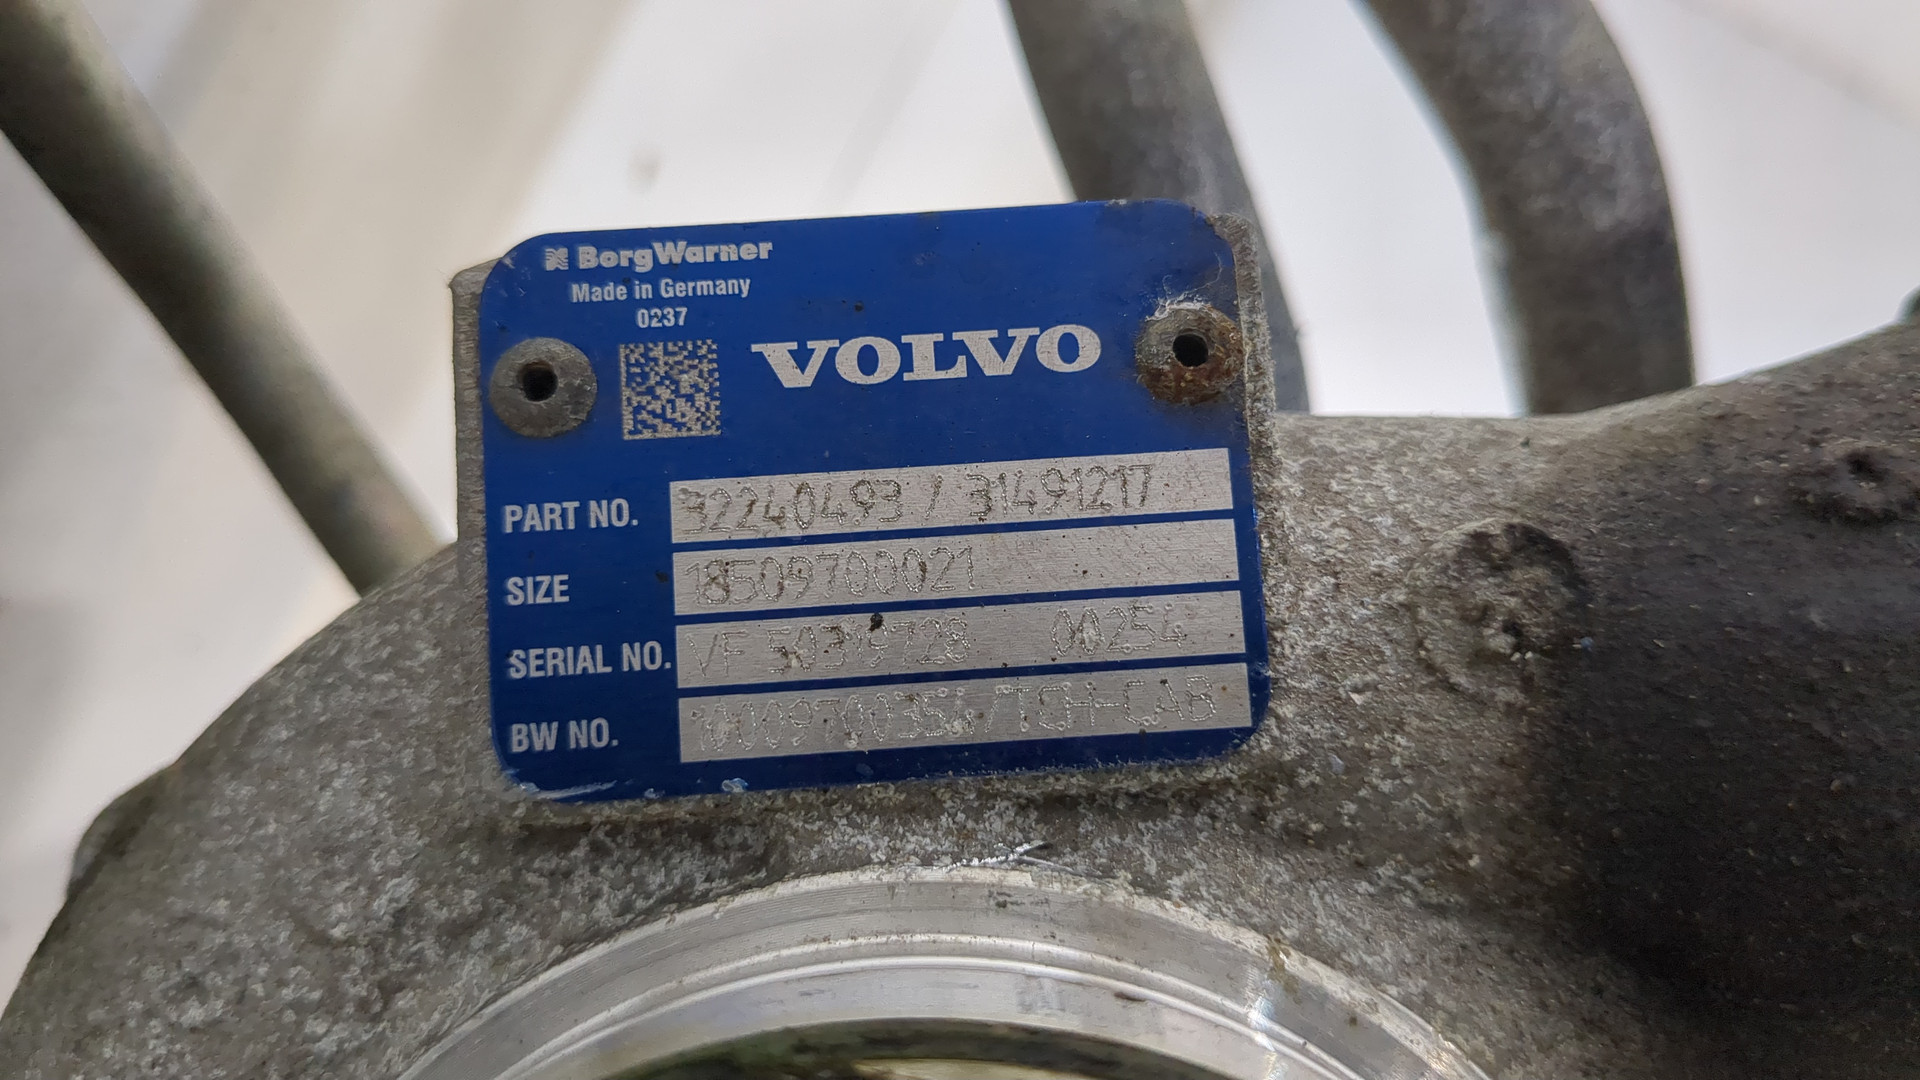 BorgWarner
Made in Germany
0237
VOLVO
PART NO. 32240493 / 31491217
SIZE 18509700021
SERIAL NO. VF 50319728 00254
BW NO. 10009700354/TCH-CAB